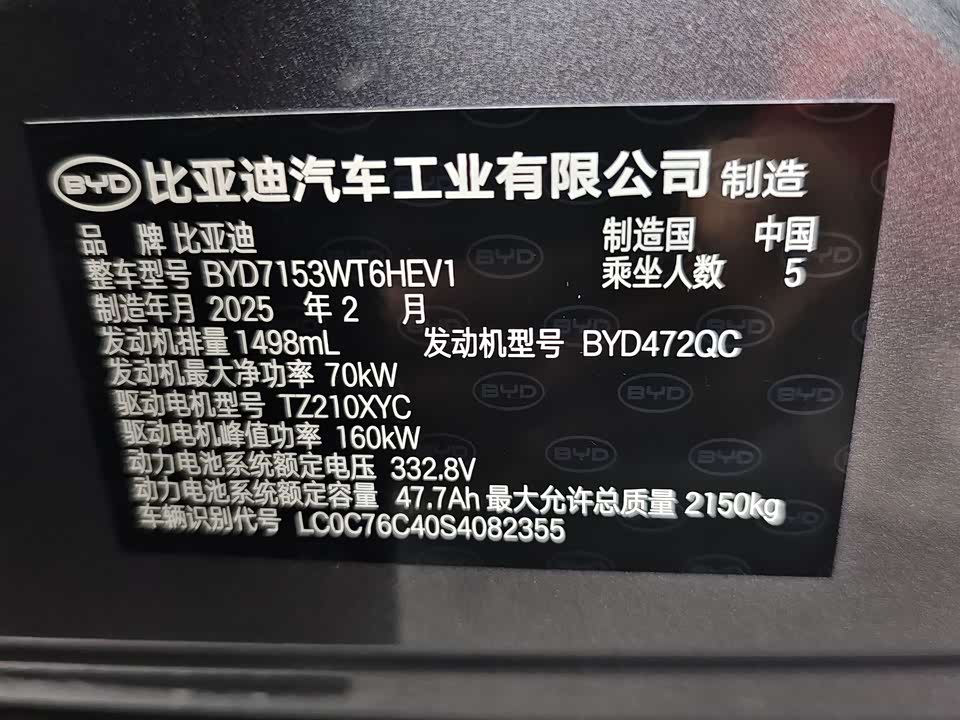 BYD 比亚迪汽车工业有限公司 制造
品 牌 比亚迪 制造国 中国
整车型号 BYD7153WT6HEV1 乘坐人数 5
制造年月 2025 年 2 月
发动机排量 1498mL 发动机型号 BYD472QC
发动机最大净功率 70kW
驱动电机型号 TZ210XYC
驱动电机峰值功率 160kW
动力电池系统额定电压 332.8V
动力电池系统额定容量 47.7Ah 最大允许总质量 2150kg
车辆识别代号 LC0C76C40S4082355